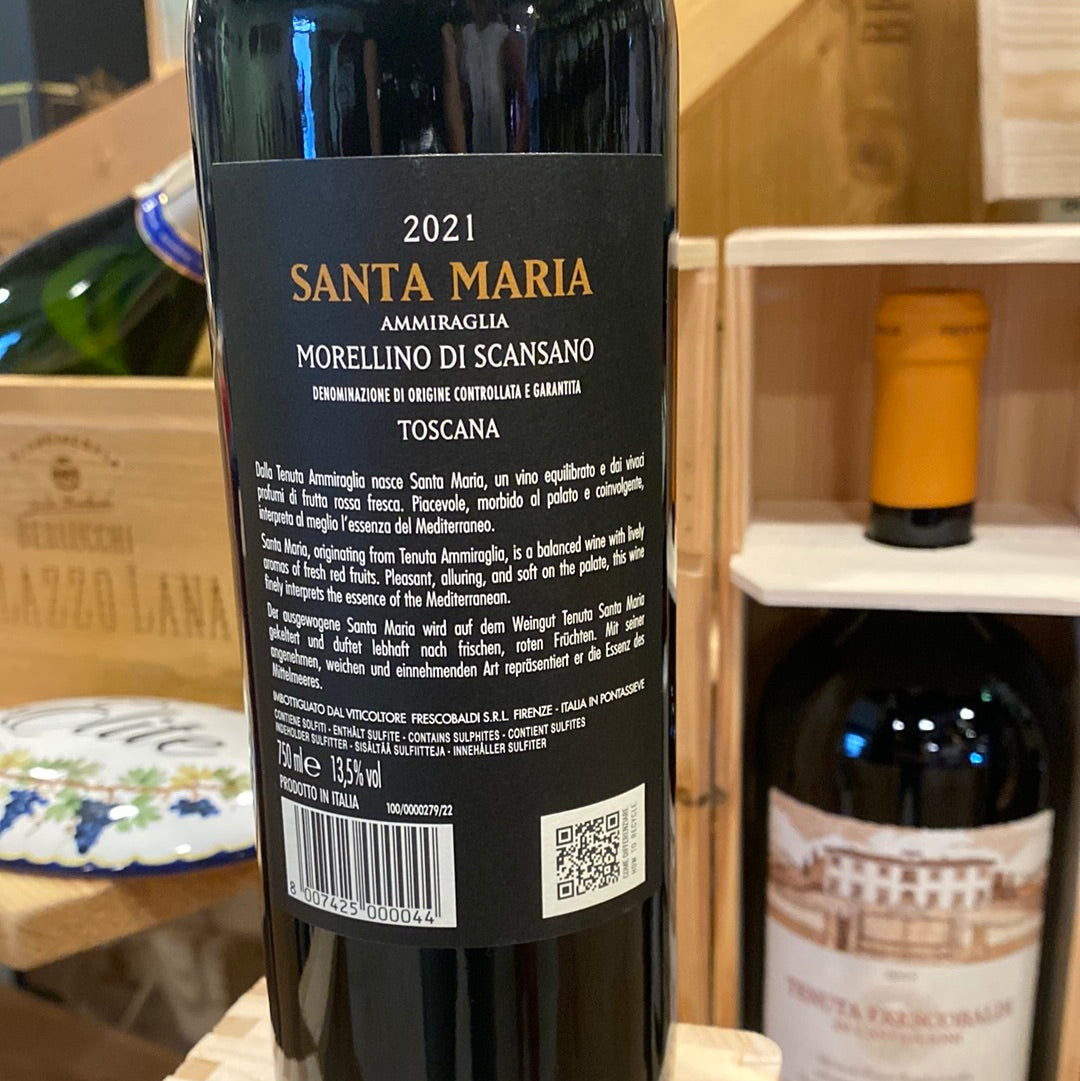 2021
SANTA MARIA
AMMIRAGLIA
MORELLINO DI SCANSANO
DENOMINAZIONE DI ORIGINE CONTROLLATA E GARANTITA
TOSCANA
Dalla Tenuta Ammiraglia nasce Santa Maria, un vino equilibrato e dai vivaci
profumi di frutta rossa fresca. Piacevole, morbido al palato e coinvolgente,
interpreta al meglio l'essenza del Mediterraneo.
Santa Maria, originating from Tenuta Ammiraglia, is a balanced wine with lively
aromas of fresh red fruits. Pleasant, alluring, and soft on the palate, this wine
finely interprets the essence of the Mediterranean.
Der ausgewogene Santa Maria wird auf dem Weingut Tenuta Santa Maria
gekeltert und duftet lebhaft nach frischen, roten Früchten. Mit seiner
angenehmen, weichen und einnehmenden Art repräsentiert er die Essenz des
Mittelmeeres.
IMBOTTIGLIATO DAL VITICOLTORE FRESCOBALDI S.R.L. FIRENZE - ITALIA IN PONTASSIEVE
CONTIENE SOLFITI - ENTHÄLT SULFITE - CONTAINS SULPHITES - CONTIENT SULFITES
INDEHOLDER SULFITTER - SISÄLTÄÄ SULFIITTEJA - INNEHÅLLER SULFITER
750 ml e 13,5% vol
PRODOTTO IN ITALIA 100/0000279/22
8 007425 000044
COME DIFFERENZIARE
HOW TO RECYCLE
Elite
AZZO LANA
TENUTA FRESCOBALDI